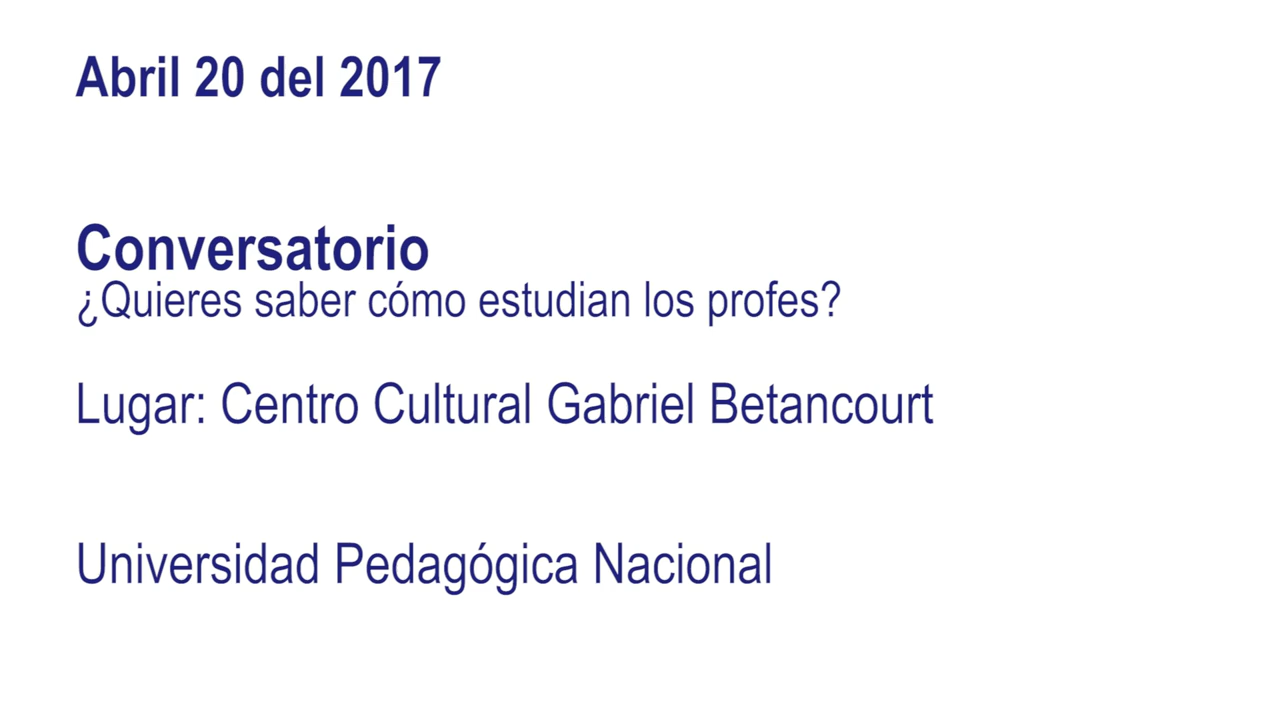 Abril 20 del 2017
Conversatorio
¿Quieres saber cómo estudian los profes?
Lugar: Centro Cultural Gabriel Betancourt
Universidad Pedagógica Nacional